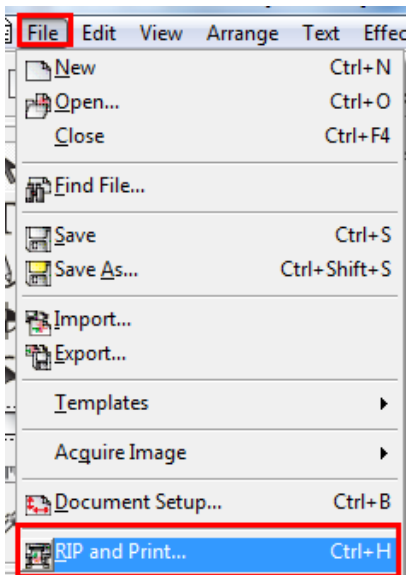 File Edit View Arrange Text Effec
New Ctrl+N
Open... Ctrl+O
Close Ctrl+F4
Find File...
Save Ctrl+S
Save As... Ctrl+Shift+S
Import...
Export...
Templates
Acquire Image
Document Setup... Ctrl+B
RIP and Print... Ctrl+H